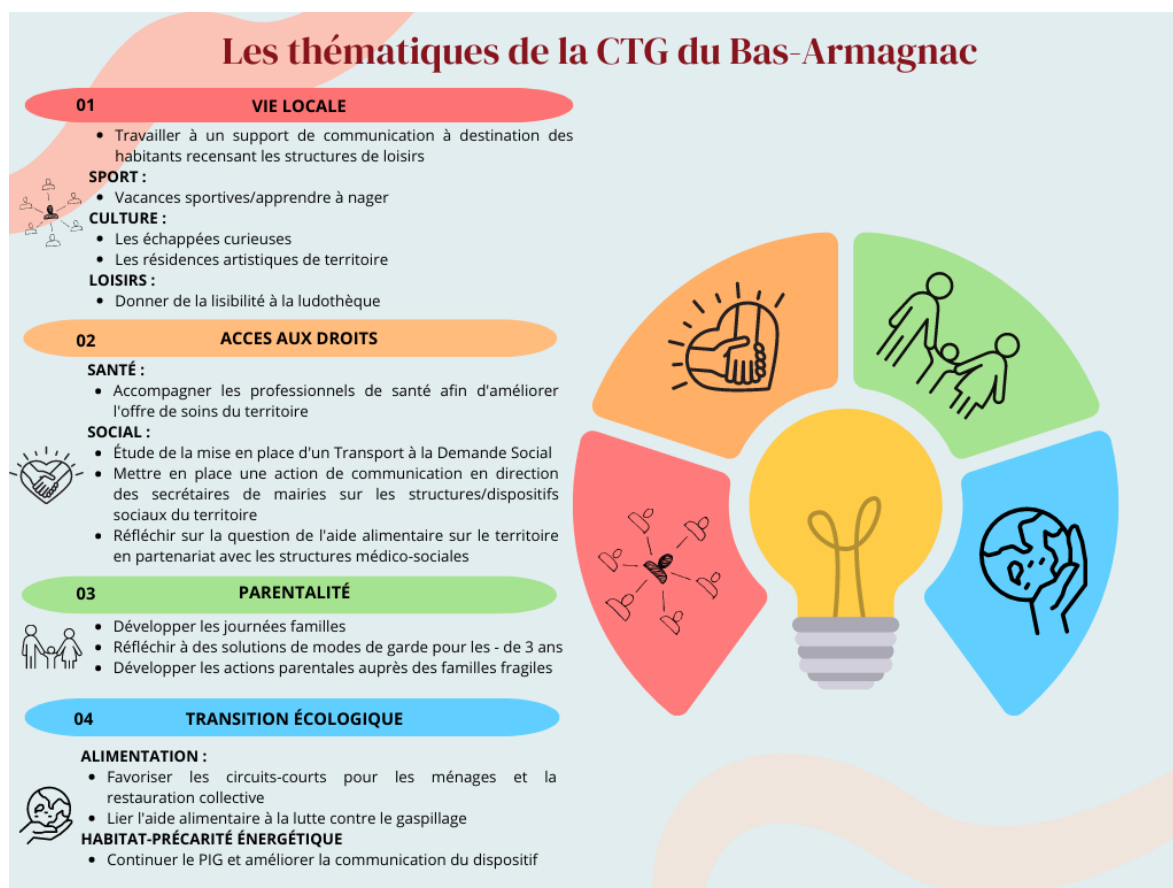 Les thématiques de la CTG du Bas-Armagnac
01 VIE LOCALE
• Travailler à un support de communication à destination des
habitants recensant les structures de loisirs
SPORT :
• Vacances sportives/apprendre à nager
CULTURE :
• Les échappées curieuses
• Les résidences artistiques de territoire
LOISIRS :
• Donner de la lisibilité à la ludothèque
02 ACCES AUX DROITS
SANTÉ :
• Accompagner les professionnels de santé afin d'améliorer
l'offre de soins du territoire
SOCIAL :
• Étude de la mise en place d'un Transport à la Demande Social
• Mettre en place une action de communication en direction
des secrétaires de mairies sur les structures/dispositifs
sociaux du territoire
• Réfléchir sur la question de l'aide alimentaire sur le territoire
en partenariat avec les structures médico-sociales
03 PARENTALITÉ
• Développer les journées familles
• Réfléchir à des solutions de modes de garde pour les - de 3 ans
• Développer les actions parentales auprès des familles fragiles
04 TRANSITION ÉCOLOGIQUE
ALIMENTATION :
• Favoriser les circuits-courts pour les ménages et la
restauration collective
• Lier l'aide alimentaire à la lutte contre le gaspillage
HABITAT-PRÉCARITÉ ÉNERGÉTIQUE
• Continuer le PIG et améliorer la communication du dispositif